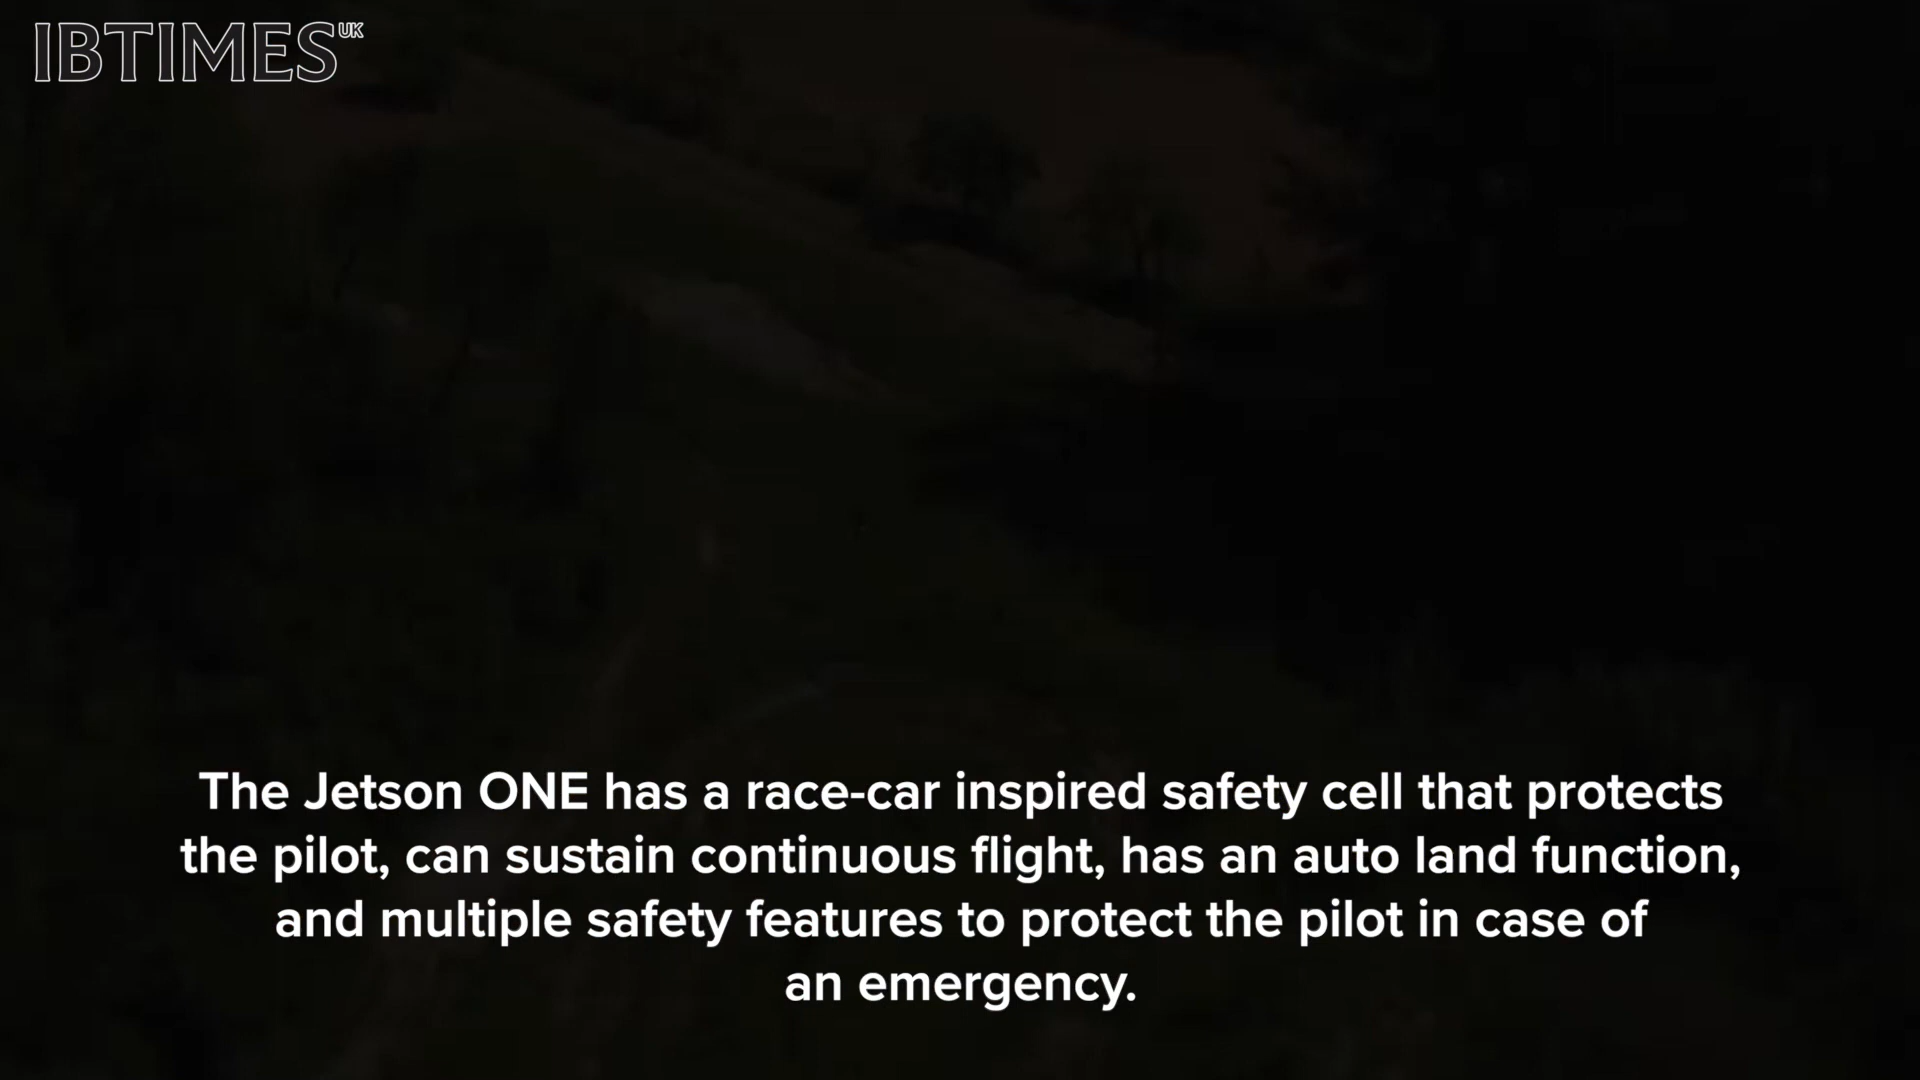 IBTIMES UK
The Jetson ONE has a race-car inspired safety cell that protects
the pilot, can sustain continuous flight, has an auto land function,
and multiple safety features to protect the pilot in case of
an emergency.